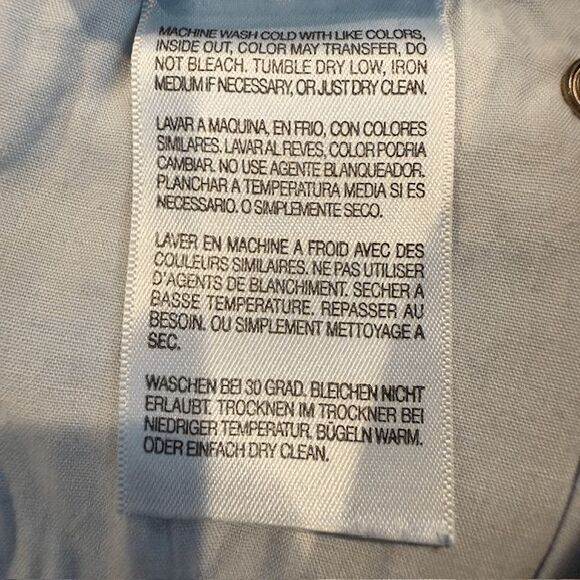 MACHINE WASH COLD WITH LIKE COLORS,
INSIDE OUT, COLOR MAY TRANSFER, DO
NOT BLEACH. TUMBLE DRY LOW, IRON
MEDIUM IF NECESSARY, OR JUST DRY CLEAN.
LAVAR A MAQUINA, EN FRIO, CON COLORES
SIMILARES. LAVAR AL REVES, COLOR PODRIA
CAMBIAR. NO USE AGENTE BLANQUEADOR.
PLANCHAR A TEMPERATURA MEDIA SI ES
NECESSARIO. O SIMPLEMENTE SECO.
LAVER EN MACHINE A FROID AVEC DES
COULEURS SIMILAIRES. NE PAS UTILISER
D'AGENTS DE BLANCHIMENT. SECHER A
BASSE TEMPERATURE. REPASSER AU
BESOIN. OU SIMPLEMENT METTOYAGE A
SEC.
WASCHEN BEI 30 GRAD. BLEICHEN NICHT
ERLAUBT. TROCKNEN IM TROCKNER BEI
NIEDRIGER TEMPERATUR. BÜGELN WARM.
ODER EINFACH DRY CLEAN.